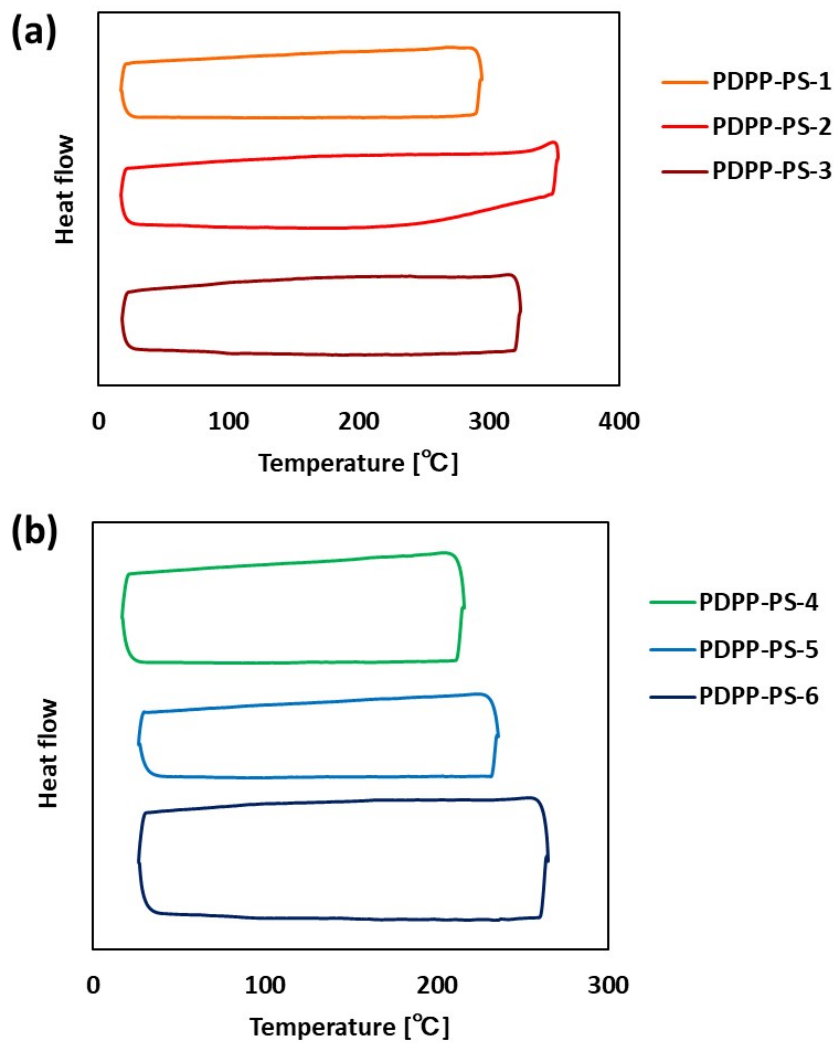 (a)
Heat flow
PDPP-PS-1
PDPP-PS-2
PDPP-PS-3
0 100 200 300 400
Temperature [°C]
(b)
Heat flow
PDPP-PS-4
PDPP-PS-5
PDPP-PS-6
0 100 200 300
Temperature [°C]